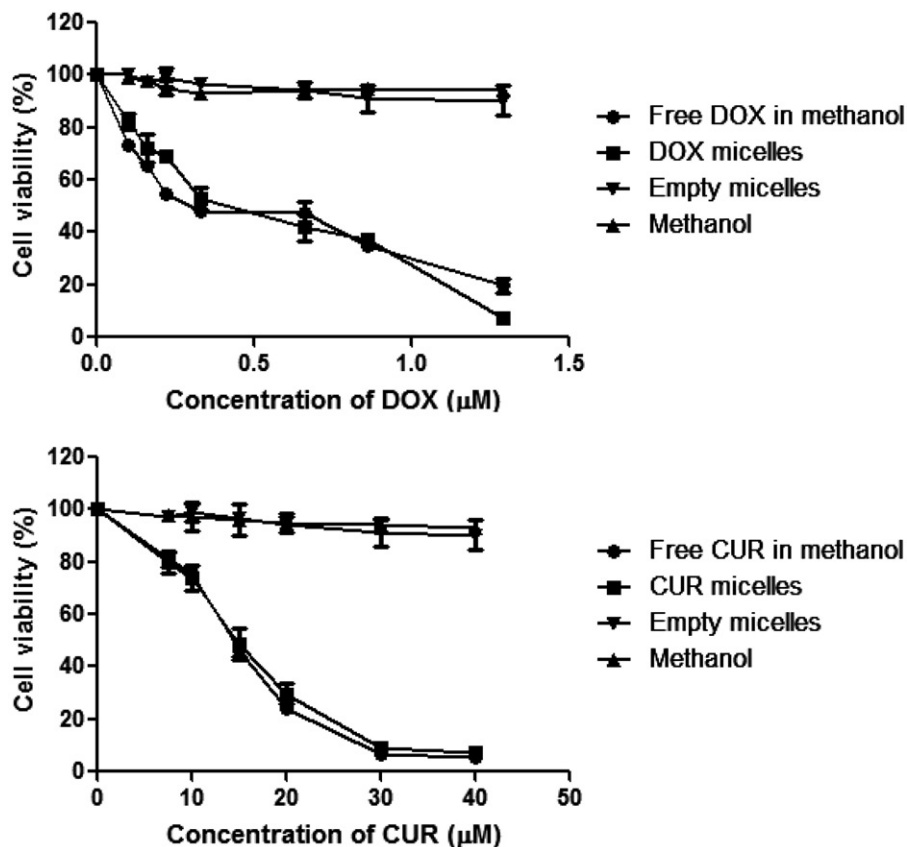 120
100
80
60
40
20
0
Cell viability (%)
0.0 0.5 1.0 1.5
Concentration of DOX (μM)
Free DOX in methanol
DOX micelles
Empty micelles
Methanol
120
100
80
60
40
20
0
Cell viability (%)
0 10 20 30 40 50
Concentration of CUR (μM)
Free CUR in methanol
CUR micelles
Empty micelles
Methanol